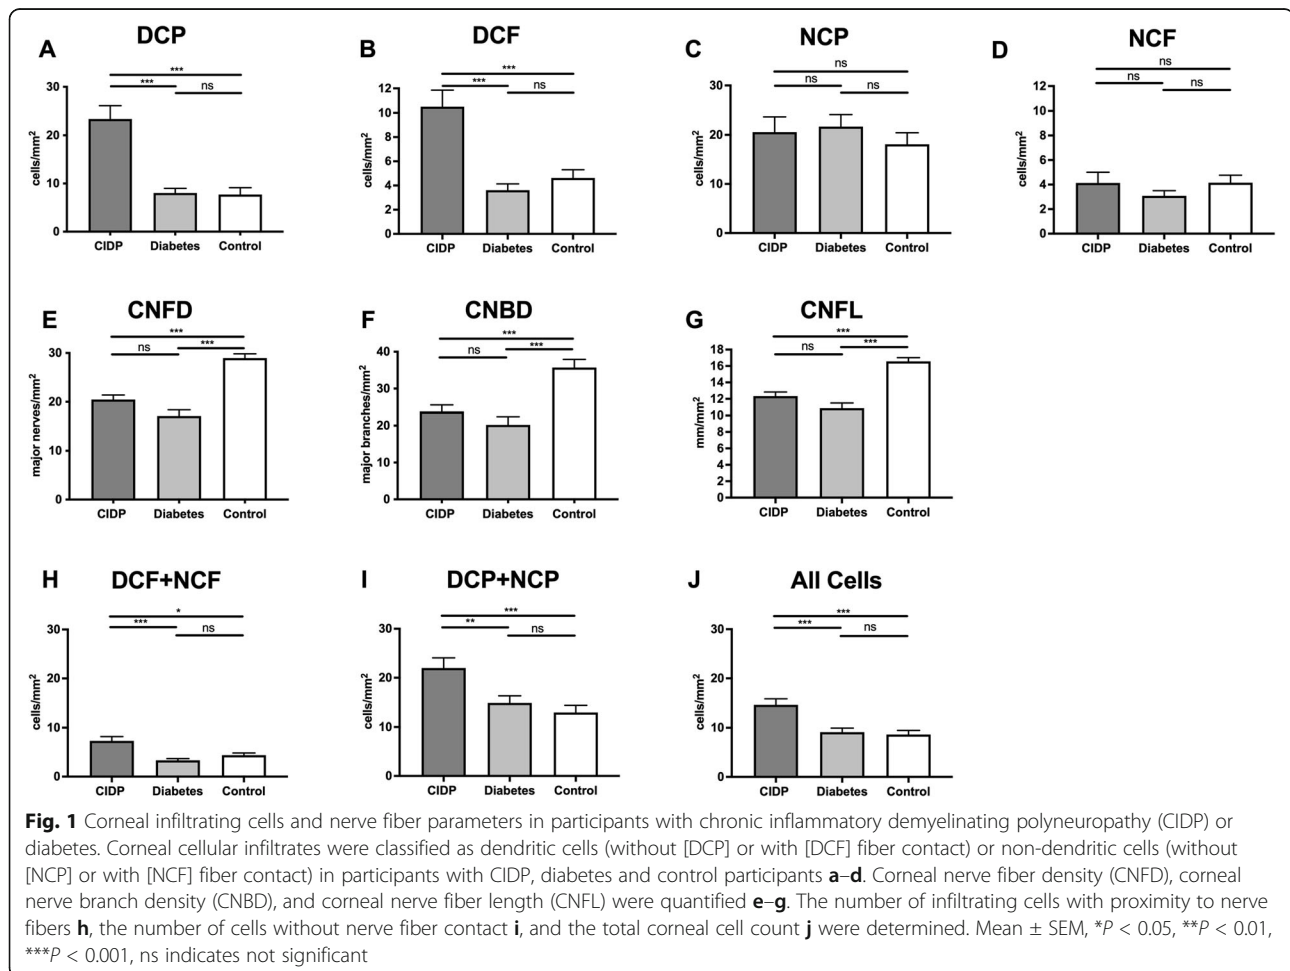 A DCP
***
***
ns
30
20
10
0
cells/mm²
CIDP Diabetes Control
B DCF
***
***
ns
12
10
8
6
4
2
0
cells/mm²
CIDP Diabetes Control
C NCP
ns
ns
ns
30
20
10
0
cells/mm²
CIDP Diabetes Control
D NCF
ns
ns
ns
12
10
8
6
4
2
0
cells/mm²
CIDP Diabetes Control
E CNFD
***
ns
***
30
20
10
0
major nerves/mm²
CIDP Diabetes Control
F CNBD
***
ns
***
40
30
20
10
0
major branches/mm²
CIDP Diabetes Control
G CNFL
***
ns
***
18
16
14
12
10
8
6
4
2
0
mm/mm²
CIDP Diabetes Control
H DCF+NCF
*
***
ns
30
20
10
0
cells/mm²
CIDP Diabetes Control
I DCP+NCP
***
**
ns
30
20
10
0
cells/mm²
CIDP Diabetes Control
J All Cells
***
***
ns
30
20
10
0
cells/mm²
CIDP Diabetes Control
Fig. 1 Corneal infiltrating cells and nerve fiber parameters in participants with chronic inflammatory demyelinating polyneuropathy (CIDP) or
diabetes. Corneal cellular infiltrates were classified as dendritic cells (without [DCP] or with [DCF] fiber contact) or non-dendritic cells (without
[NCP] or with [NCF] fiber contact) in participants with CIDP, diabetes and control participants a–d. Corneal nerve fiber density (CNFD), corneal
nerve branch density (CNBD), and corneal nerve fiber length (CNFL) were quantified e–g. The number of infiltrating cells with proximity to nerve
fibers h, the number of cells without nerve fiber contact i, and the total corneal cell count j were determined. Mean ± SEM, *P < 0.05, **P < 0.01,
***P < 0.001, ns indicates not significant